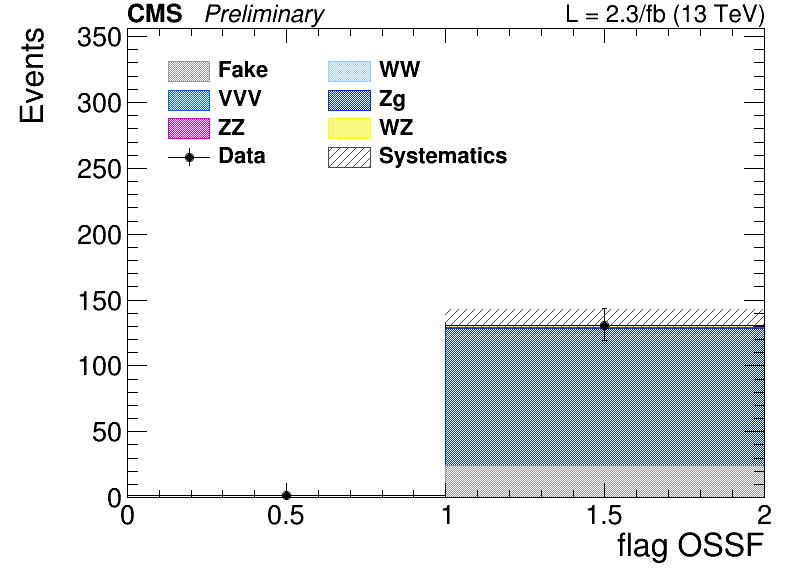 CMS Preliminary L = 2.3/fb (13 TeV)
Events
350
300
250
200
150
100
50
0
Fake WW
VVV Zg
ZZ WZ
Data Systematics
0 0.5 1 1.5 2
flag OSSF